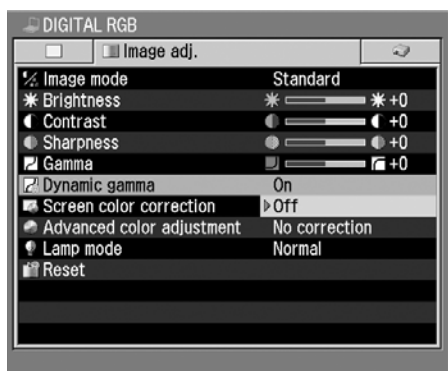 DIGITAL RGB
Image adj.
Image mode Standard
Brightness +0
Contrast +0
Sharpness +0
Gamma +0
Dynamic gamma On
Screen color correction Off
Advanced color adjustment No correction
Lamp mode Normal
Reset